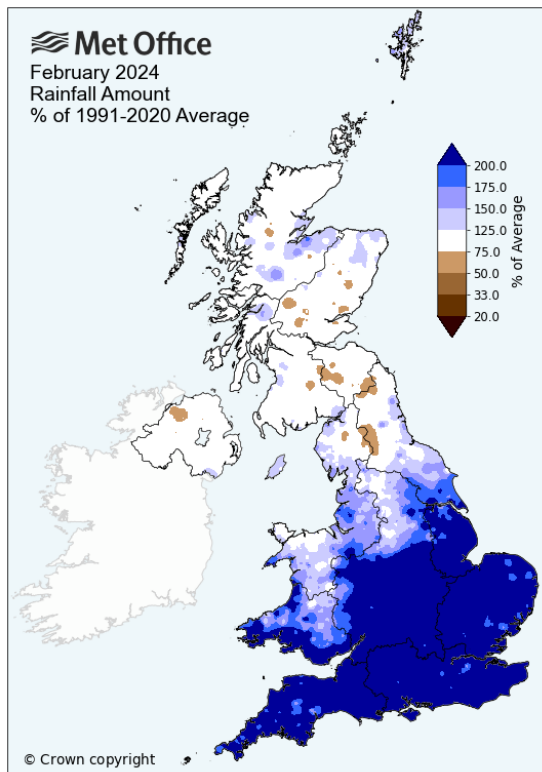 Met Office
February 2024
Rainfall Amount
% of 1991-2020 Average
200.0
175.0
150.0
125.0
75.0
50.0
33.0
20.0
% of Average
© Crown copyright